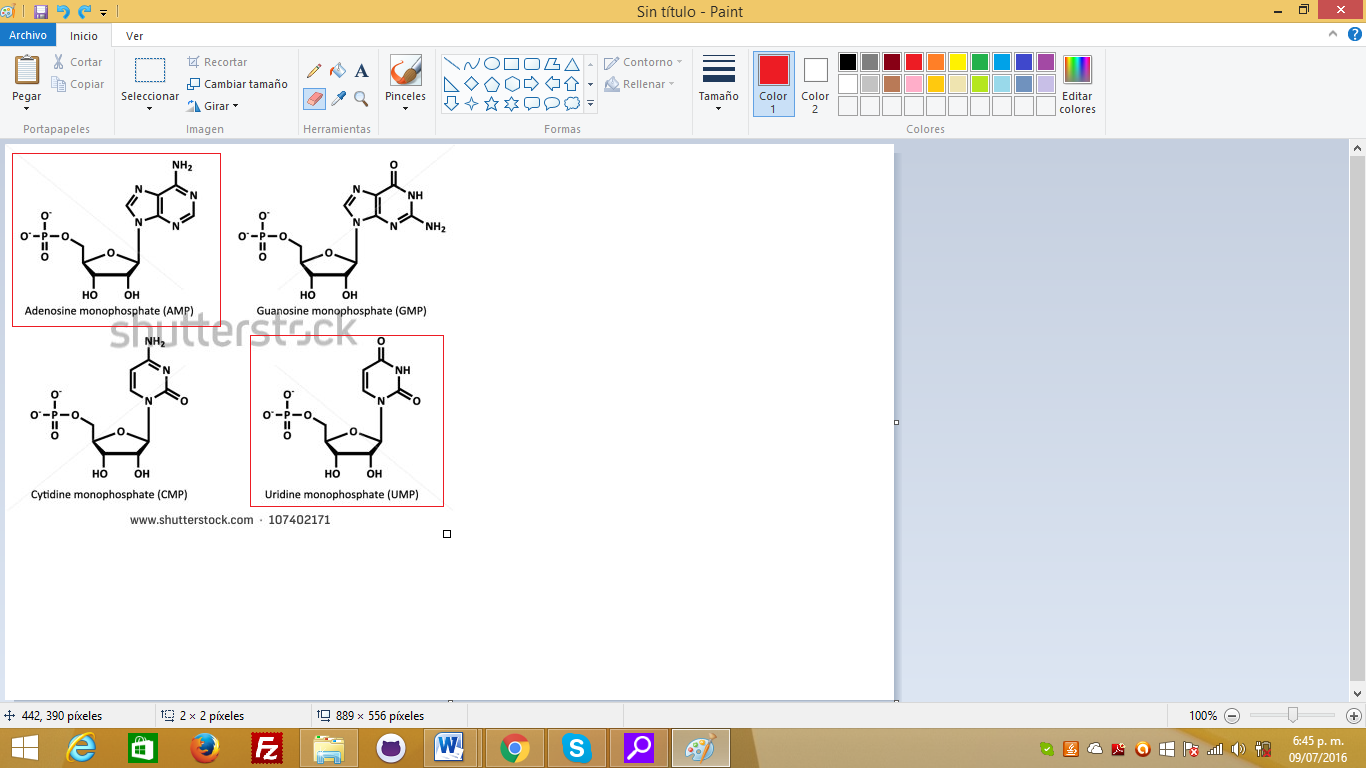 Sin título - Paint
Archivo Inicio Ver
Pegar
Cortar
Copiar
Portapapeles
Seleccionar
Recortar
Cambiar tamaño
Girar
Imagen
A
Herramientas
Pinceles
Contorno
Rellenar
Formas
Tamaño
Color 1
Color 2
Editar colores
Colores
NH₂
N
N
N
N
O⁻
O⁻ P O
O
O
HO OH
Adenosine monophosphate (AMP)
O
N
NH
N
N
NH₂
O⁻
O⁻ P O
O
O
HO OH
Guanosine monophosphate (GMP)
shutterstock
NH₂
N
N
O
O⁻
O⁻ P O
O
O
HO OH
Cytidine monophosphate (CMP)
O
NH
N
O
O⁻
O⁻ P O
O
O
HO OH
Uridine monophosphate (UMP)
www.shutterstock.com · 107402171
442, 390 píxeles
2 × 2 píxeles
889 × 556 píxeles
100%
Fz
W
S
6:45 p. m.
09/07/2016